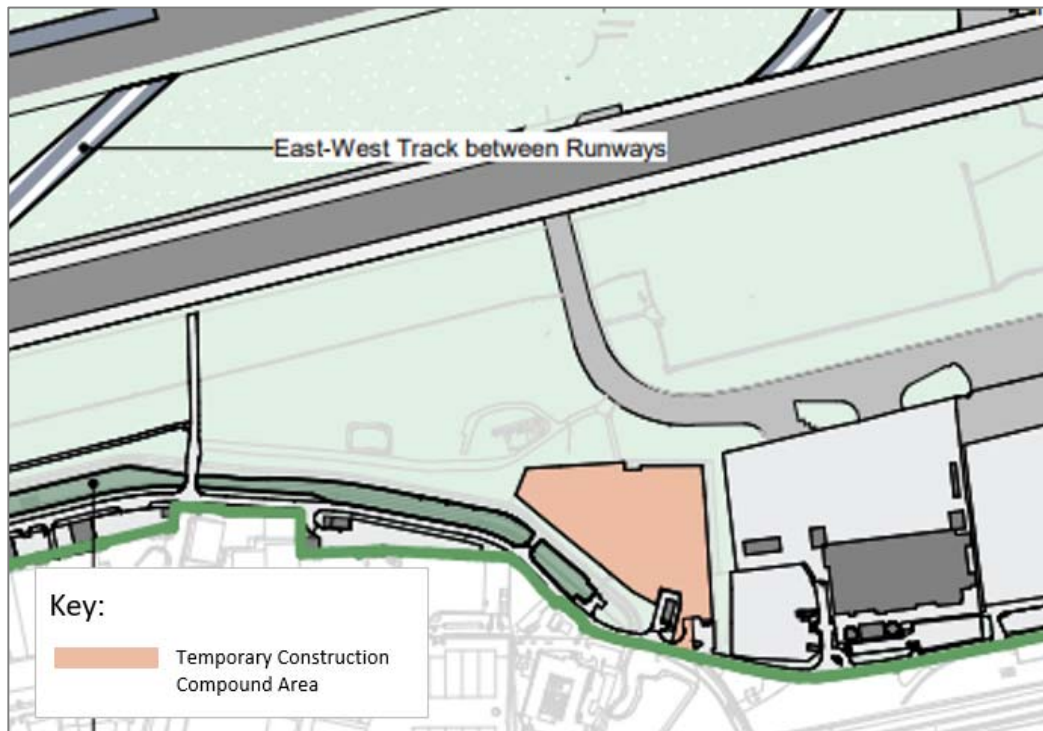 East-West Track between Runways
Key:
Temporary Construction
Compound Area